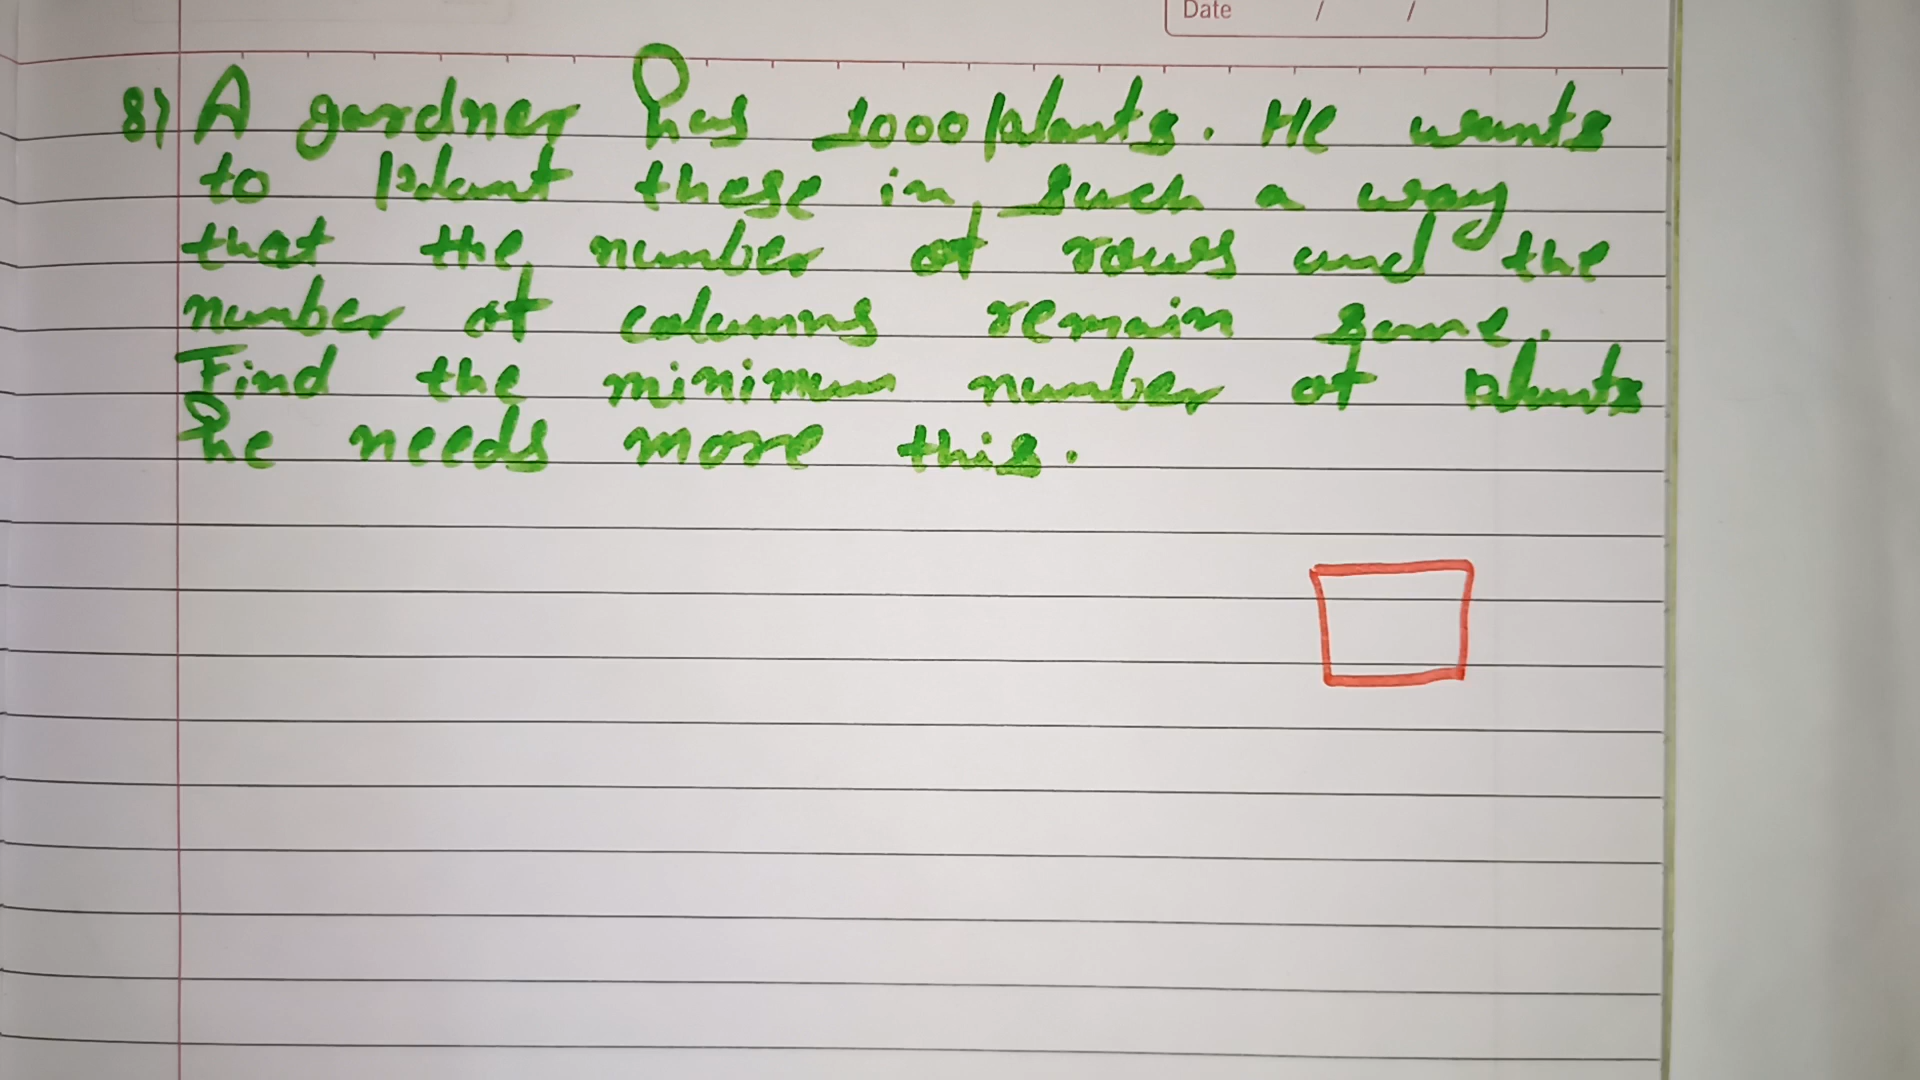 Date / /
8) A gardner has 1000 plants. He wants
to plant these in such a way
that the number of rows and the
number of columns remain same.
Find the minimum number of plants
he needs more this.